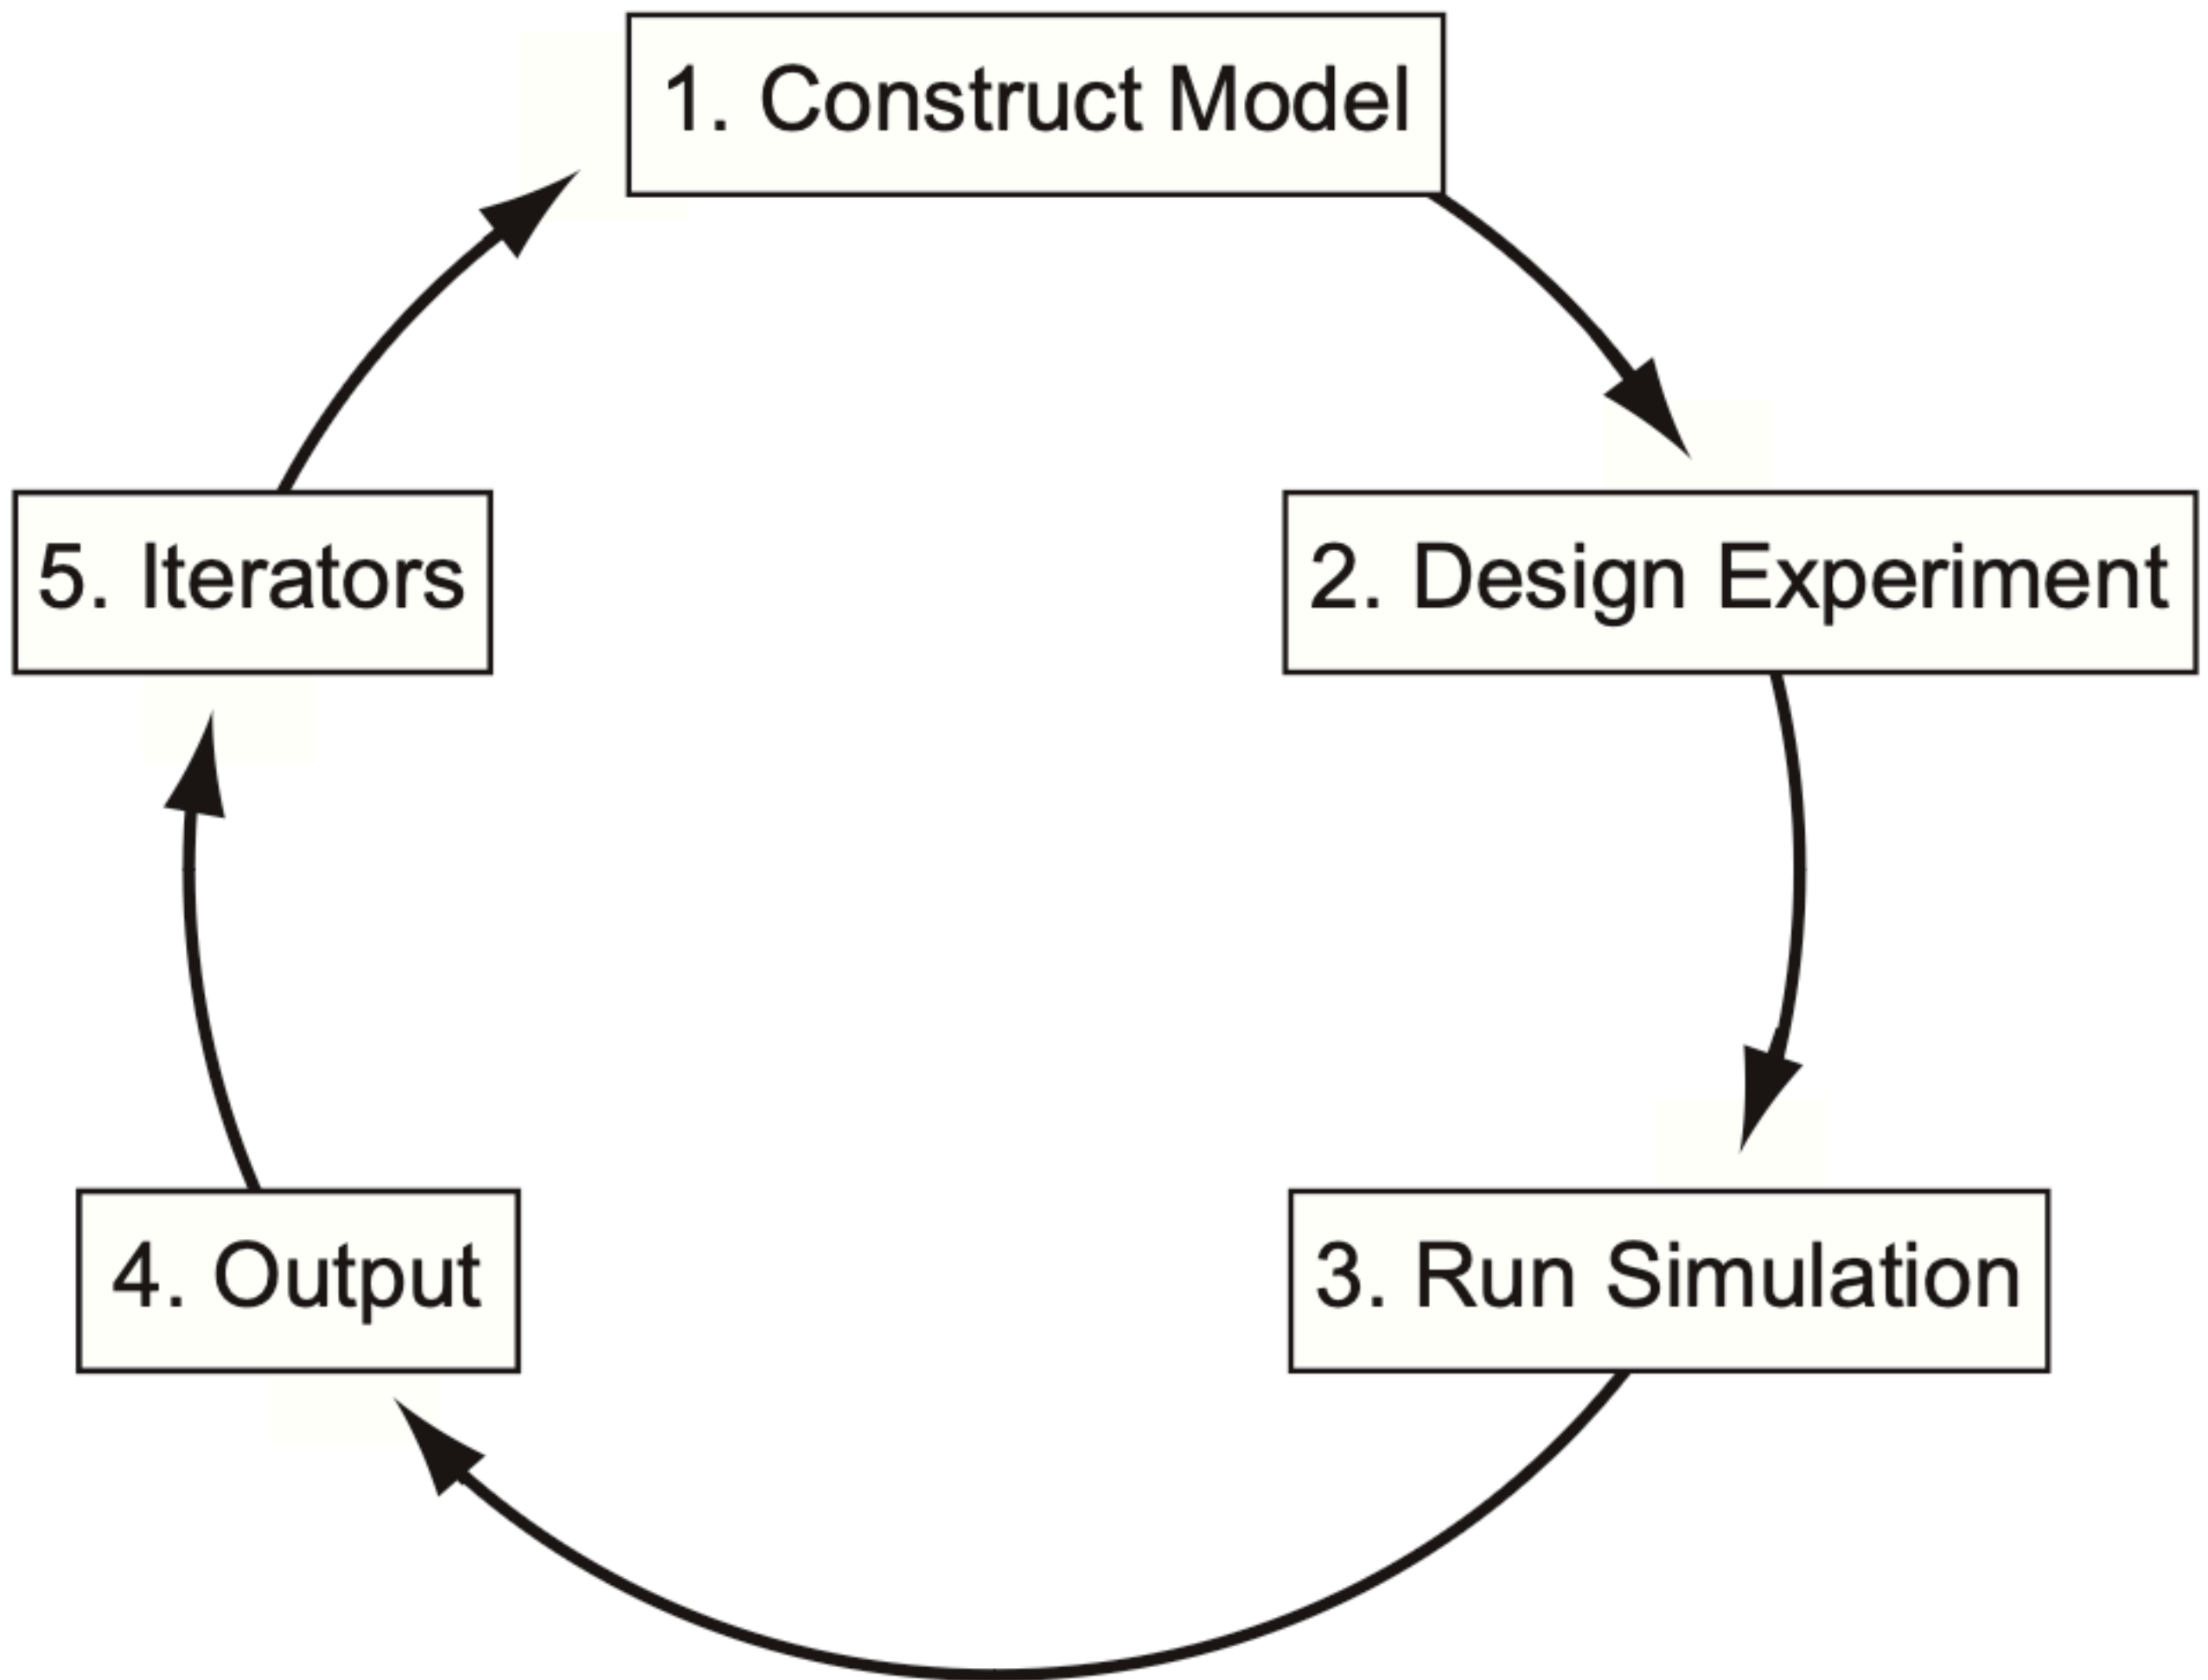 1. Construct Model
2. Design Experiment
3. Run Simulation
4. Output
5. Iterators